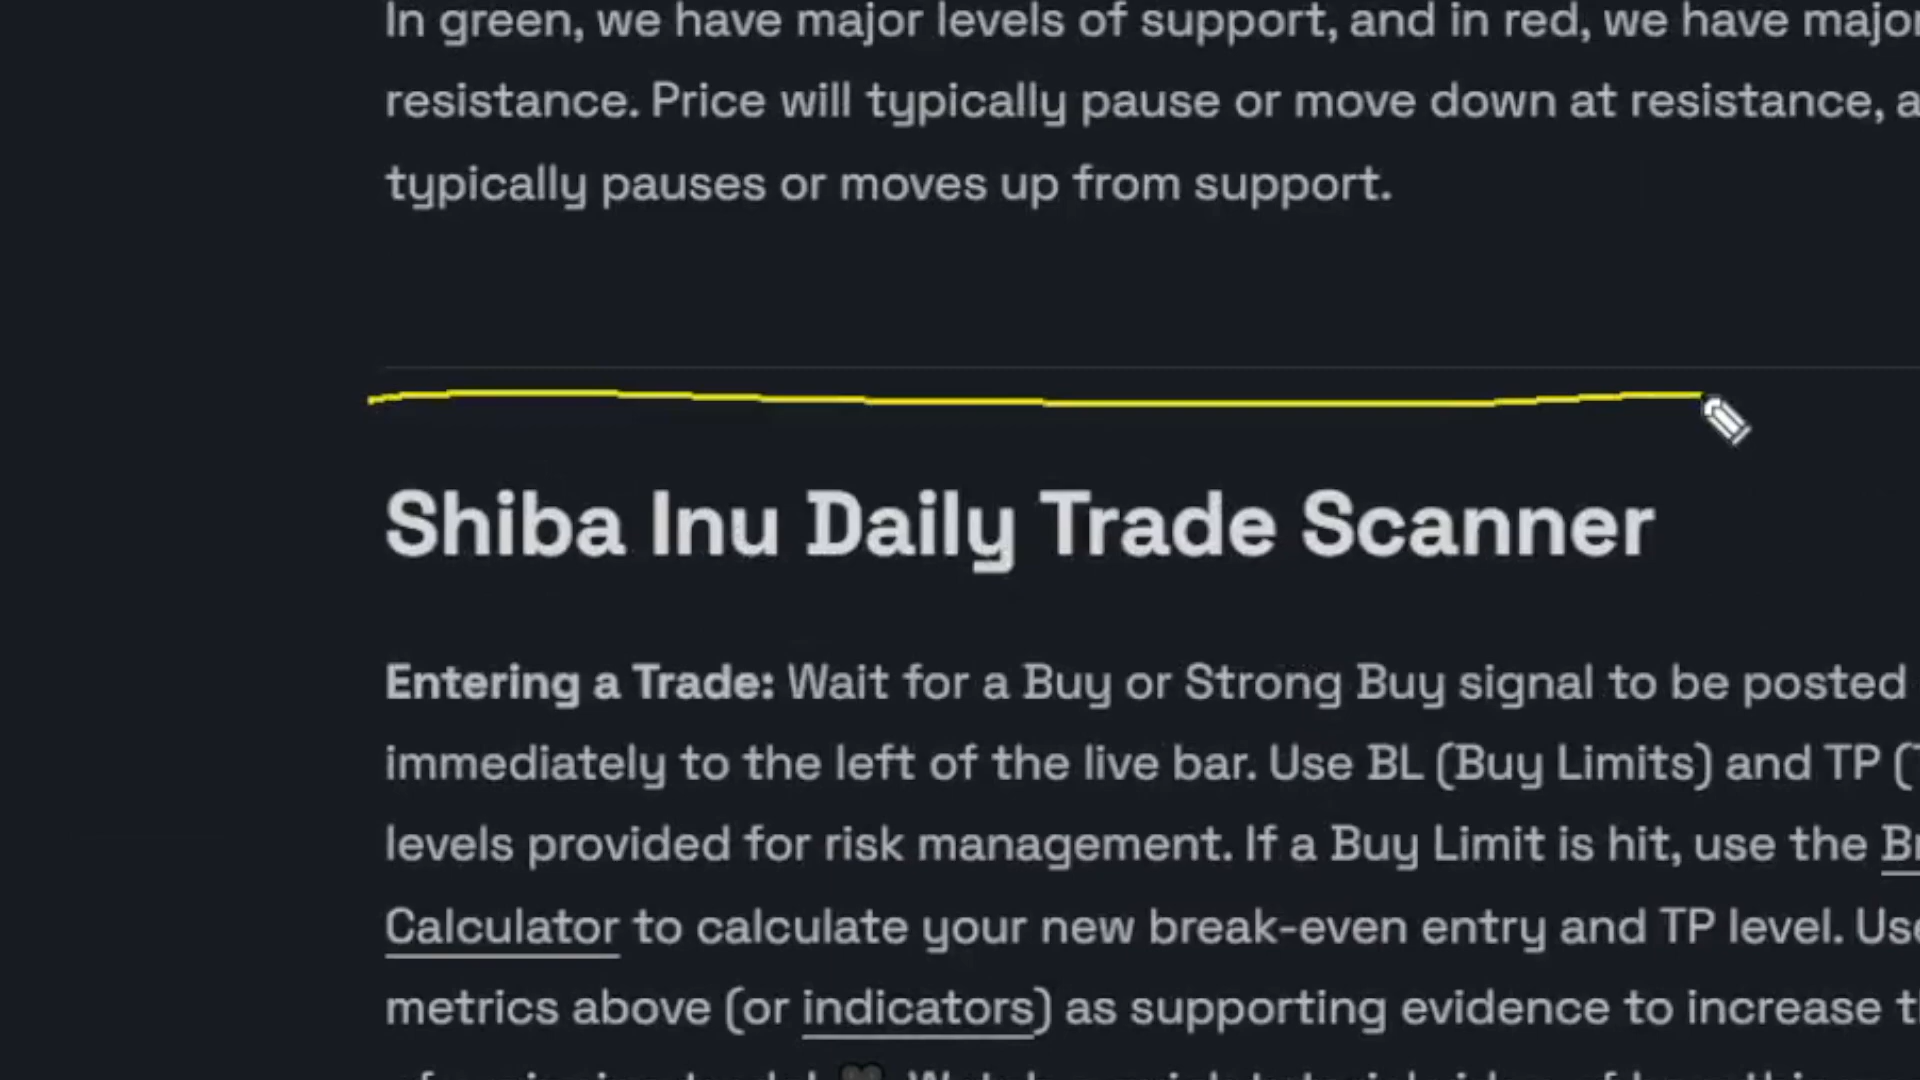 In green, we have major levels of support, and in red, we have major
resistance. Price will typically pause or move down at resistance, a
typically pauses or moves up from support.
Shiba Inu Daily Trade Scanner
Entering a Trade: Wait for a Buy or Strong Buy signal to be posted
immediately to the left of the live bar. Use BL (Buy Limits) and TP (
levels provided for risk management. If a Buy Limit is hit, use the
Calculator to calculate your new break-even entry and TP level. Use
metrics above (or indicators) as supporting evidence to increase